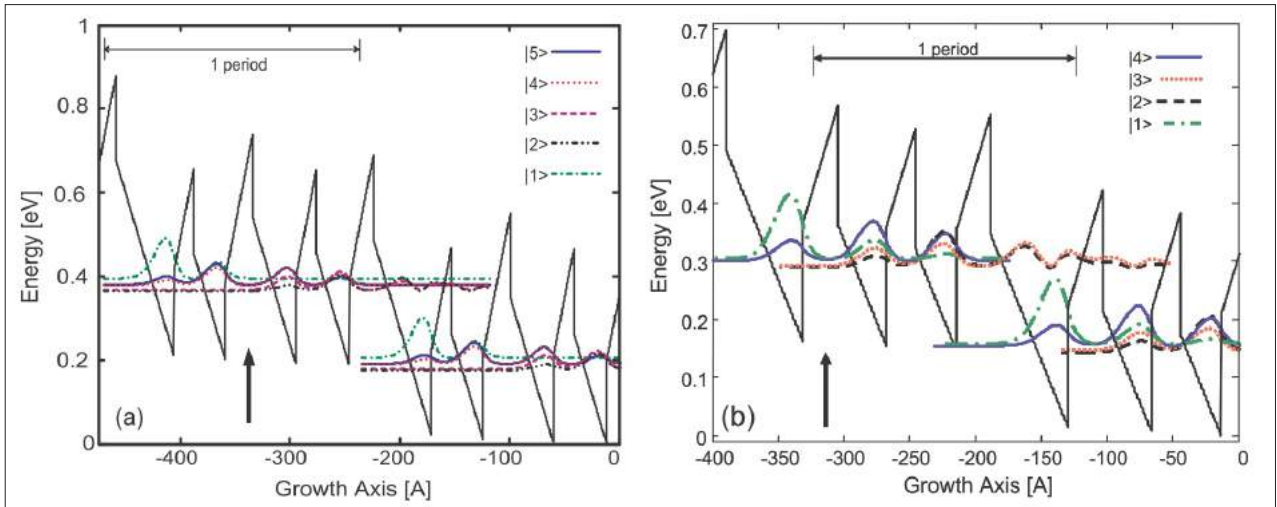 1
0.8
0.6
0.4
0.2
0
Energy [eV]
1 period
|5>
|4>
|3>
|2>
|1>
(a)
-400 -300 -200 -100 0
Growth Axis [A]
0.7
0.6
0.5
0.4
0.3
0.2
0.1
0
Energy [eV]
1 period
|4>
|3>
|2>
|1>
(b)
-400 -350 -300 -250 -200 -150 -100 -50 0
Growth Axis [A]